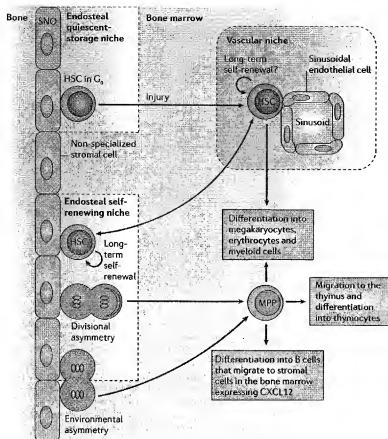 Bone
SNO
Endosteal
quiescent-
storage niche
Bone marrow
HSC in G₀
Injury
Vascular niche
Long-term
self-renewal?
HSC
Sinusoidal
endothelial cell
Sinusoid
Non-specialized
stromal cell
Endosteal self-
renewing niche
HSC
Long-
term
self-
renewal
Divisional
asymmetry
Environmental
asymmetry
Differentiation into
megakaryocytes,
erythrocytes and
myeloid cells
MPP
Migration to the
thymus and
differentiation
into thymocytes
Differentiation into B cells
that migrate to stromal
cells in the bone marrow
expressing CXCL12